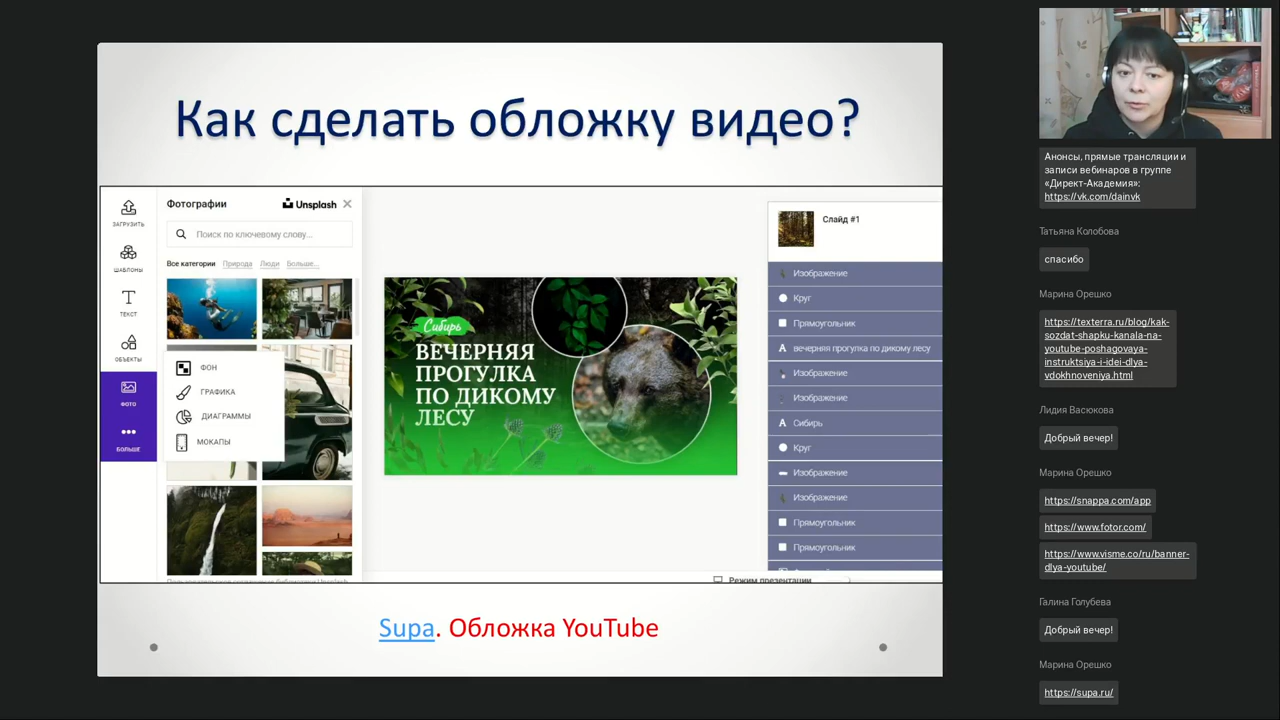 Как сделать обложку видео?
ЗАГРУЗИТЬ
ШАБЛОНЫ
ТЕКСТ
ОБЪЕКТЫ
ФОТО
БОЛЬШЕ
Фотографии
Unsplash
Поиск по ключевому слову...
Все категории Природа Люди Больше...
ФОН
ГРАФИКА
ДИАГРАММЫ
МОКАПЫ
Сибирь
ВЕЧЕРНЯЯ
ПРОГУЛКА
ПО ДИКОМУ
ЛЕСУ
Слайд #1
Изображение
Круг
Прямоугольник
вечерняя прогулка по дикому лесу
Изображение
Изображение
Сибирь
Круг
Изображение
Изображение
Прямоугольник
Прямоугольник
Режим презентации
Supa. Обложка YouTube
Анонсы, прямые трансляции и
записи вебинаров в группе
«Директ-Академия»:
https://vk.com/dainvk
Татьяна Колобова
спасибо
Марина Орешко
https://texterra.ru/blog/kak-
sozdat-shapku-kanala-na-
youtube-poshagovaya-
instruktsiya-i-idei-dlya-
vdokhnoveniya.html
Лидия Васюкова
Добрый вечер!
Марина Орешко
https://snappa.com/app
https://www.fotor.com/
https://www.visme.co/ru/banner-
dlya-youtube/
Галина Голубева
Добрый вечер!
Марина Орешко
https://supa.ru/